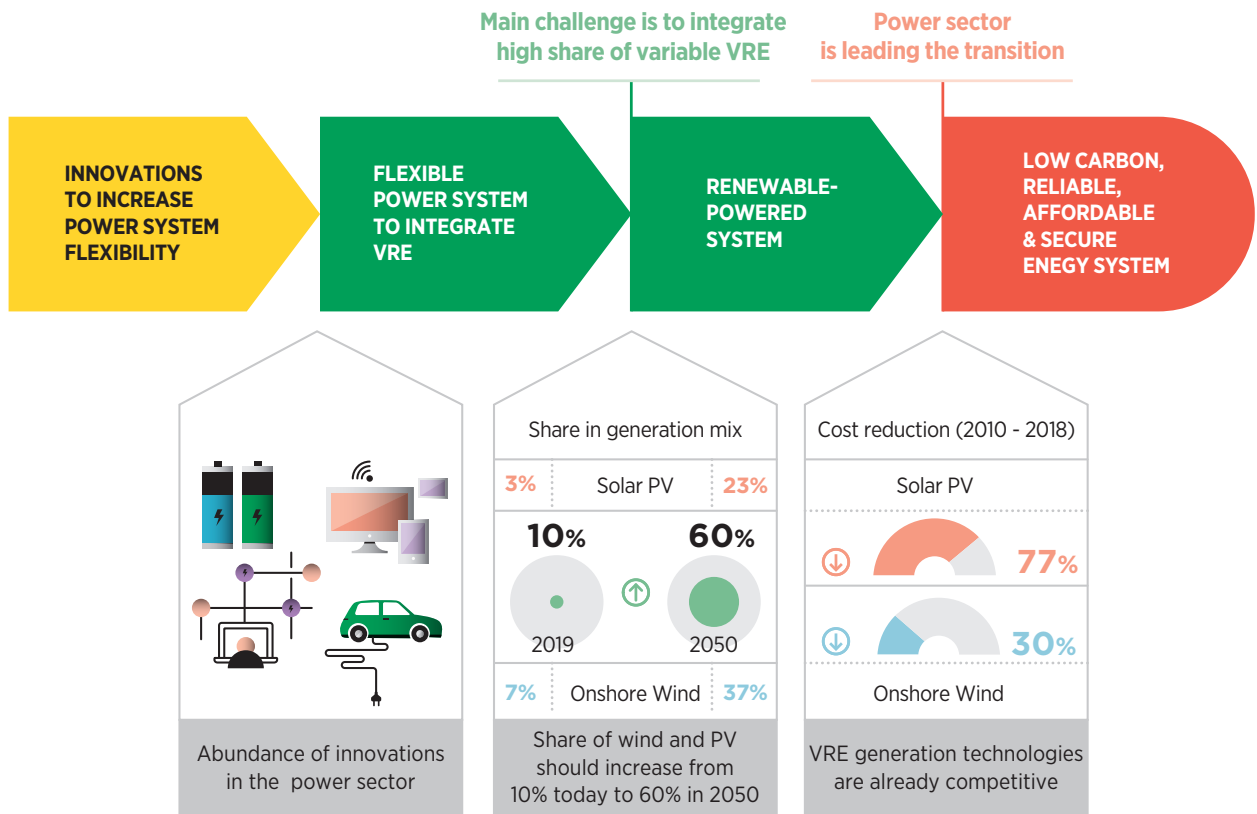 Main challenge is to integrate
high share of variable VRE
Power sector
is leading the transition
INNOVATIONS
TO INCREASE
POWER SYSTEM
FLEXIBILITY
FLEXIBLE
POWER SYSTEM
TO INTEGRATE
VRE
RENEWABLE-
POWERED
SYSTEM
LOW CARBON,
RELIABLE,
AFFORDABLE
& SECURE
ENEGY SYSTEM
Abundance of innovations
in the power sector
Share in generation mix
3% Solar PV 23%
10% 60%
2019 2050
7% Onshore Wind 37%
Share of wind and PV
should increase from
10% today to 60% in 2050
Cost reduction (2010 - 2018)
Solar PV
77%
30%
Onshore Wind
VRE generation technologies
are already competitive